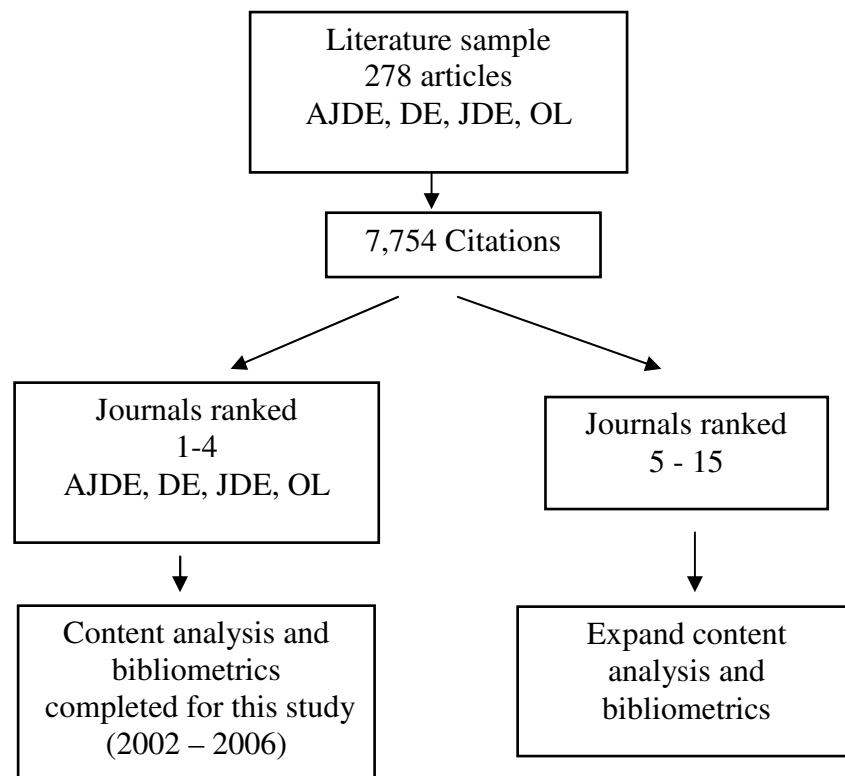 Literature sample
278 articles
AJDE, DE, JDE, OL
7,754 Citations
Journals ranked
1-4
AJDE, DE, JDE, OL
Journals ranked
5 - 15
Content analysis and
bibliometrics
completed for this study
(2002 – 2006)
Expand content
analysis and
bibliometrics